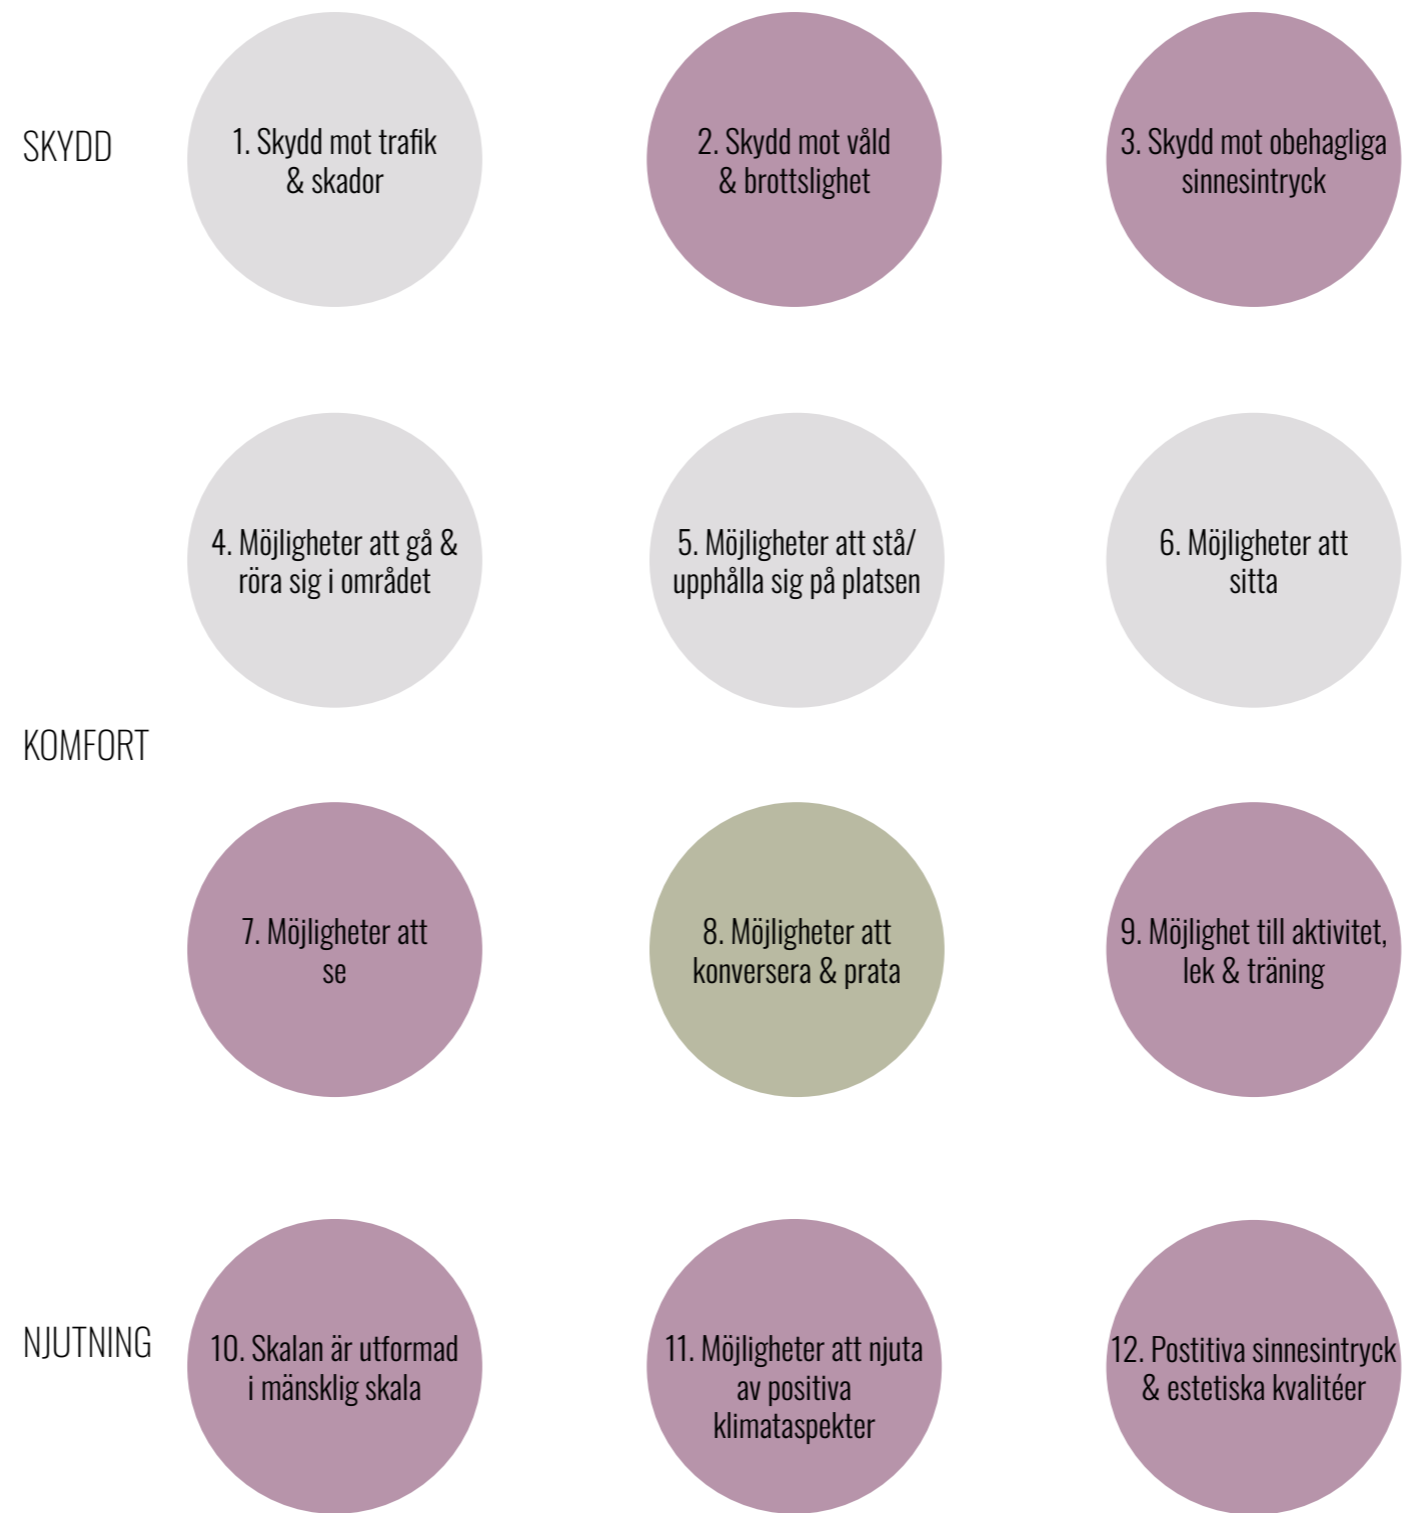 SKYDD
1. Skydd mot trafik
& skador
2. Skydd mot våld
& brottslighet
3. Skydd mot obehagliga
sinnesintryck
4. Möjligheter att gå &
röra sig i området
5. Möjligheter att stå/
upphålla sig på platsen
6. Möjligheter att
sitta
KOMFORT
7. Möjligheter att
se
8. Möjligheter att
konversera & prata
9. Möjlighet till aktivitet,
lek & träning
NJUTNING
10. Skalan är utformad
i mänsklig skala
11. Möjligheter att njuta
av positiva
klimataspekter
12. Postitiva sinnesintryck
& estetiska kvalitéer